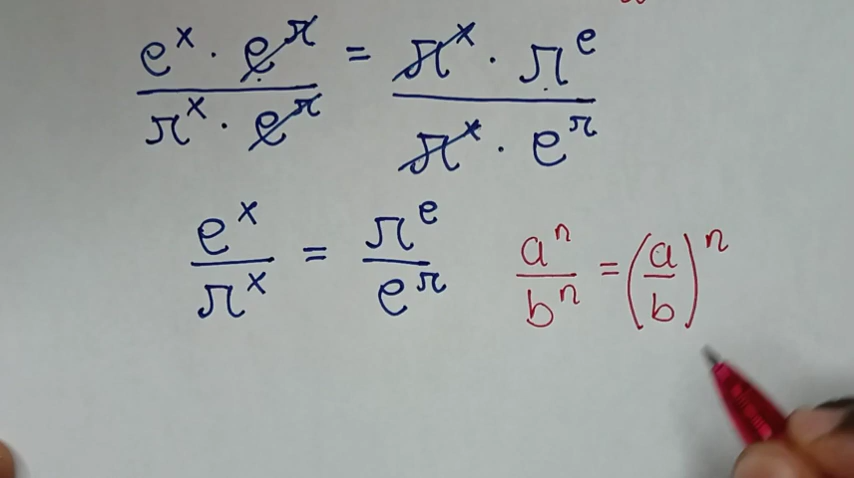 e^x · e^π / π^x · e^π = π^x · π^e / π^x · e^π
e^x / π^x = π^e / e^π a^n / b^n = (a/b)^n